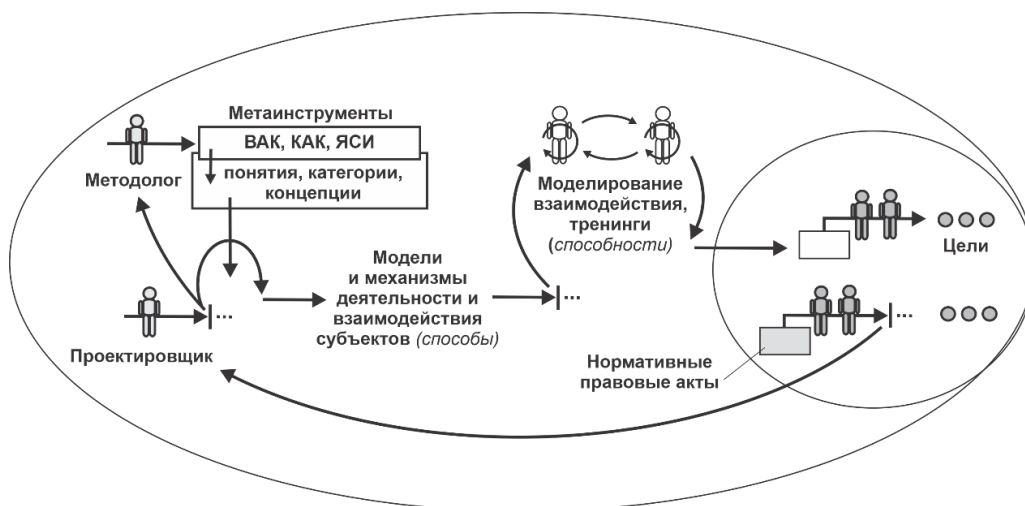 Метаинструменты
ВАК, КАК, ЯСИ
понятия, категории,
концепции
Методолог
Проектировщик
...
Модели
и механизмы
деятельности и
взаимодействия
субъектов (способы)
...
Моделирование
взаимодействия,
тренинги
(способности)
Цели
...
Нормативные
правовые акты